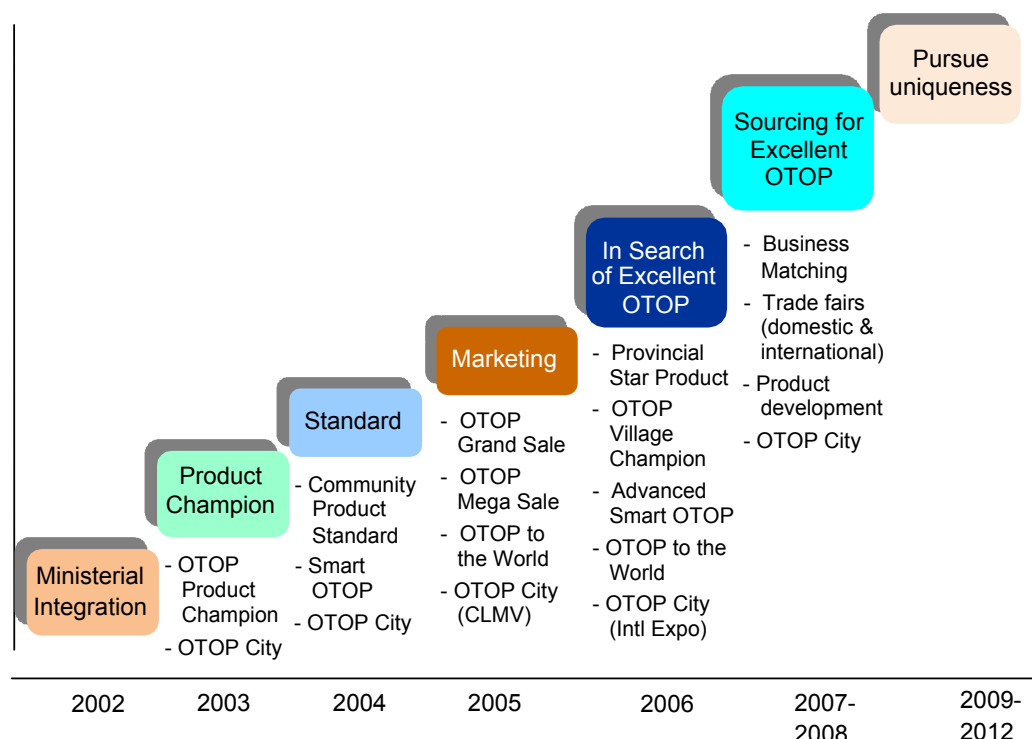 Ministerial
Integration
Product
Champion
- OTOP
Product
Champion
- OTOP City
Standard
- Community
Product
Standard
- Smart
OTOP
- OTOP City
Marketing
- OTOP
Grand Sale
- OTOP
Mega Sale
- OTOP to
the World
- OTOP City
(CLMV)
In Search
of Excellent
OTOP
- Provincial
Star Product
- OTOP
Village
Champion
- Advanced
Smart OTOP
- OTOP to the
World
- OTOP City
(Intl Expo)
Sourcing for
Excellent
OTOP
- Business
Matching
- Trade fairs
(domestic &
international)
- Product
development
- OTOP City
Pursue
uniqueness
2002
2003
2004
2005
2006
2007-
2008
2009-
2012